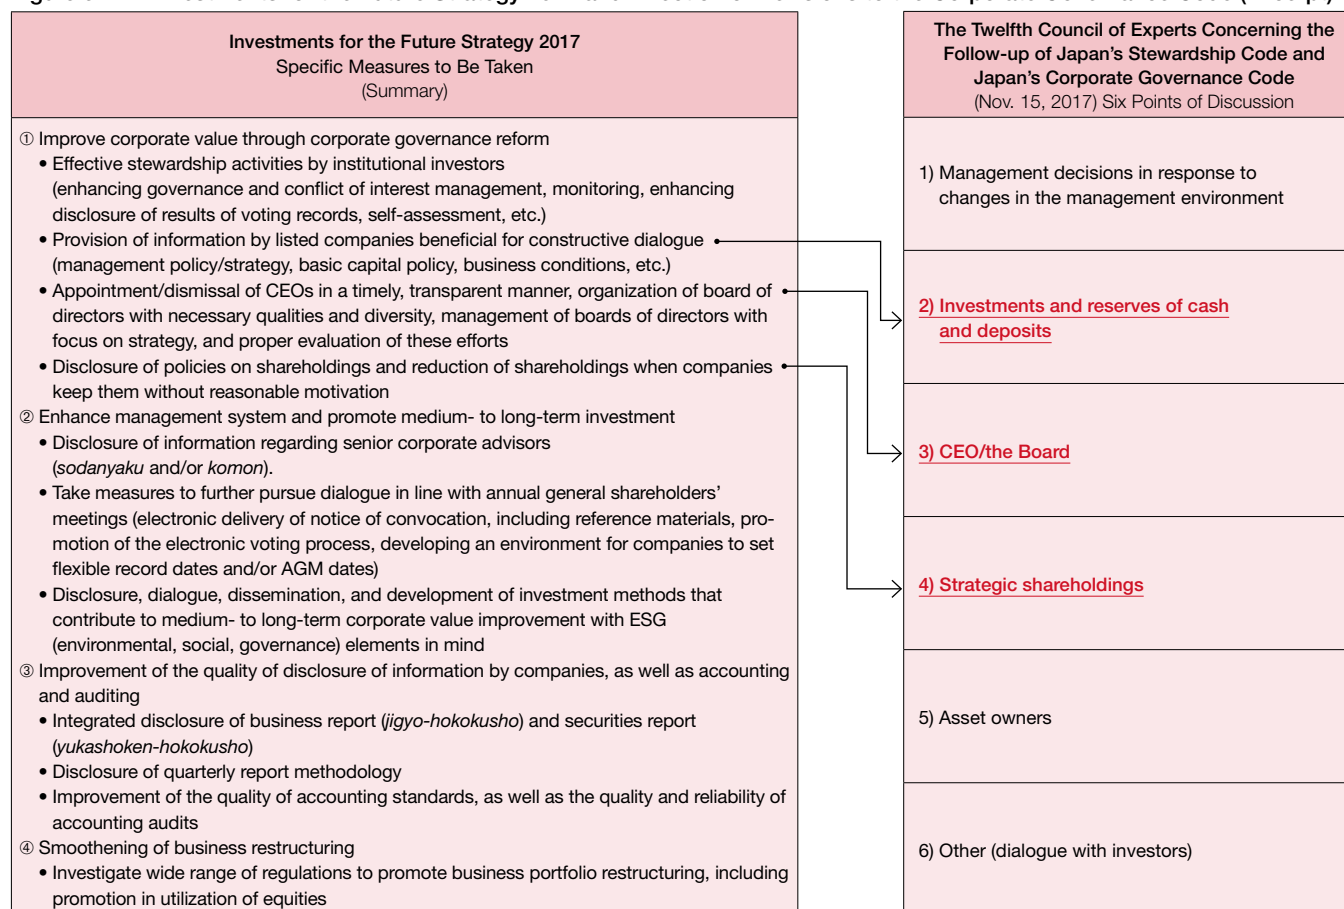 Investments for the Future Strategy 2017
Specific Measures to Be Taken
(Summary)
① Improve corporate value through corporate governance reform
• Effective stewardship activities by institutional investors
(enhancing governance and conflict of interest management, monitoring, enhancing
disclosure of results of voting records, self-assessment, etc.)
• Provision of information by listed companies beneficial for constructive dialogue
(management policy/strategy, basic capital policy, business conditions, etc.)
• Appointment/dismissal of CEOs in a timely, transparent manner, organization of board of
directors with necessary qualities and diversity, management of boards of directors with
focus on strategy, and proper evaluation of these efforts
• Disclosure of policies on shareholdings and reduction of shareholdings when companies
keep them without reasonable motivation
② Enhance management system and promote medium- to long-term investment
• Disclosure of information regarding senior corporate advisors
(sodanyaku and/or komon).
• Take measures to further pursue dialogue in line with annual general shareholders’
meetings (electronic delivery of notice of convocation, including reference materials, pro-
motion of the electronic voting process, developing an environment for companies to set
flexible record dates and/or AGM dates)
• Disclosure, dialogue, dissemination, and development of investment methods that
contribute to medium- to long-term corporate value improvement with ESG
(environmental, social, governance) elements in mind
③ Improvement of the quality of disclosure of information by companies, as well as accounting
and auditing
• Integrated disclosure of business report (jigyo-hokokusho) and securities report
(yukashoken-hokokusho)
• Disclosure of quarterly report methodology
• Improvement of the quality of accounting standards, as well as the quality and reliability of
accounting audits
④ Smoothening of business restructuring
• Investigate wide range of regulations to promote business portfolio restructuring, including
promotion in utilization of equities
The Twelfth Council of Experts Concerning the
Follow-up of Japan’s Stewardship Code and
Japan’s Corporate Governance Code
(Nov. 15, 2017) Six Points of Discussion
1) Management decisions in response to
changes in the management environment
2) Investments and reserves of cash
and deposits
3) CEO/the Board
4) Strategic shareholdings
5) Asset owners
6) Other (dialogue with investors)